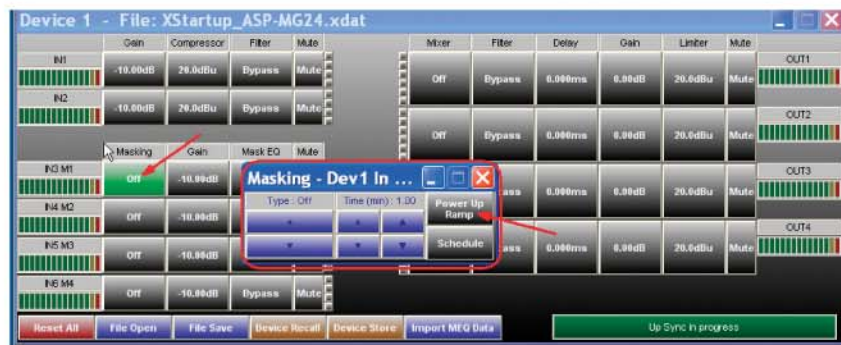 Device 1 - File: XStartup_ASP-MG24.xdat
Gain Compressor Filter Mute Mixer Filter Delay Gain Limiter Mute
IN1 -10.00dB 20.0dBu Bypass Mute
Off Bypass 0.000ms 0.00dB 20.0dBu Mute OUT1
IN2 -10.00dB 20.0dBu Bypass Mute
Off Bypass 0.000ms 0.00dB 20.0dBu Mute OUT2
Masking Gain Mask EQ Mute
IN3 M1 Off -10.00dB
0.000ms 0.00dB 20.0dBu Mute OUT3
IN4 M2 Off -10.00dB
0.000ms 0.00dB 20.0dBu Mute OUT4
IN5 M3 Off -10.00dB
IN6 M4 Off -10.00dB Bypass Mute
Masking - Dev1 In ...
Type : Off Time (min) : 1.00
Power Up
Ramp
Schedule
Reset All File Open File Save Device Recall Device Store Import MEQ Data Up Sync in progress